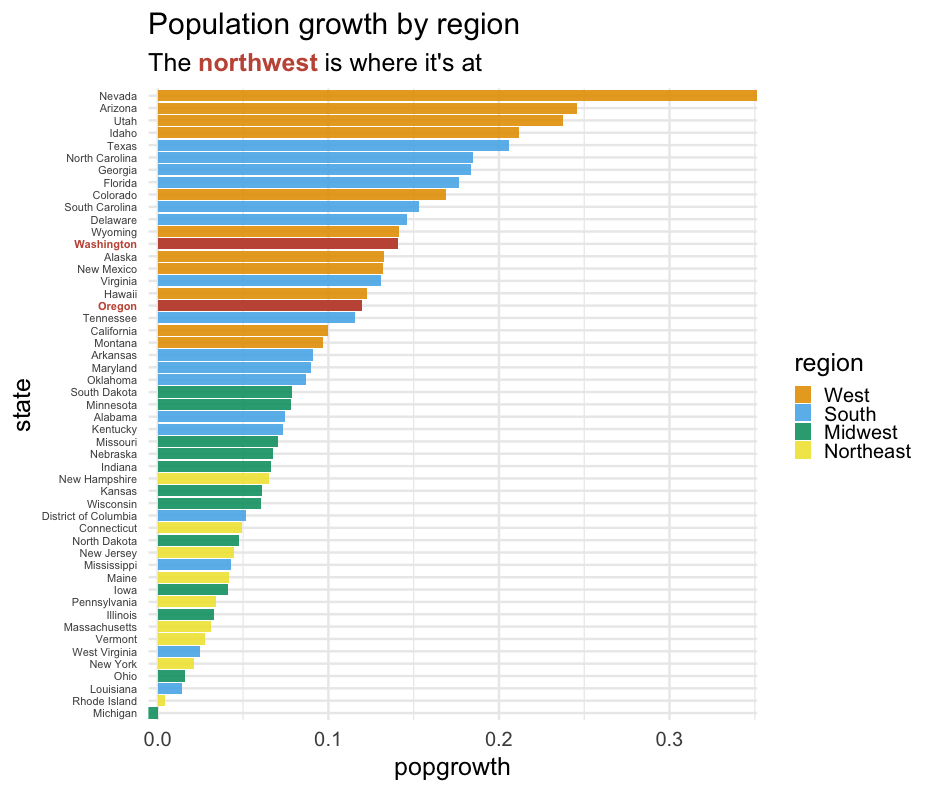 Population growth by region
The northwest is where it's at
Nevada
Arizona
Utah
Idaho
Texas
North Carolina
Georgia
Florida
Colorado
South Carolina
Delaware
Wyoming
Washington
Alaska
New Mexico
Virginia
Hawaii
Oregon
Tennessee
California
Montana
Arkansas
Maryland
Oklahoma
South Dakota
Minnesota
Alabama
Kentucky
Missouri
Nebraska
Indiana
New Hampshire
Kansas
Wisconsin
District of Columbia
Connecticut
North Dakota
New Jersey
Mississippi
Maine
Iowa
Pennsylvania
Illinois
Massachusetts
Vermont
West Virginia
New York
Ohio
Louisiana
Rhode Island
Michigan
state
0.0 0.1 0.2 0.3
popgrowth
region
West
South
Midwest
Northeast